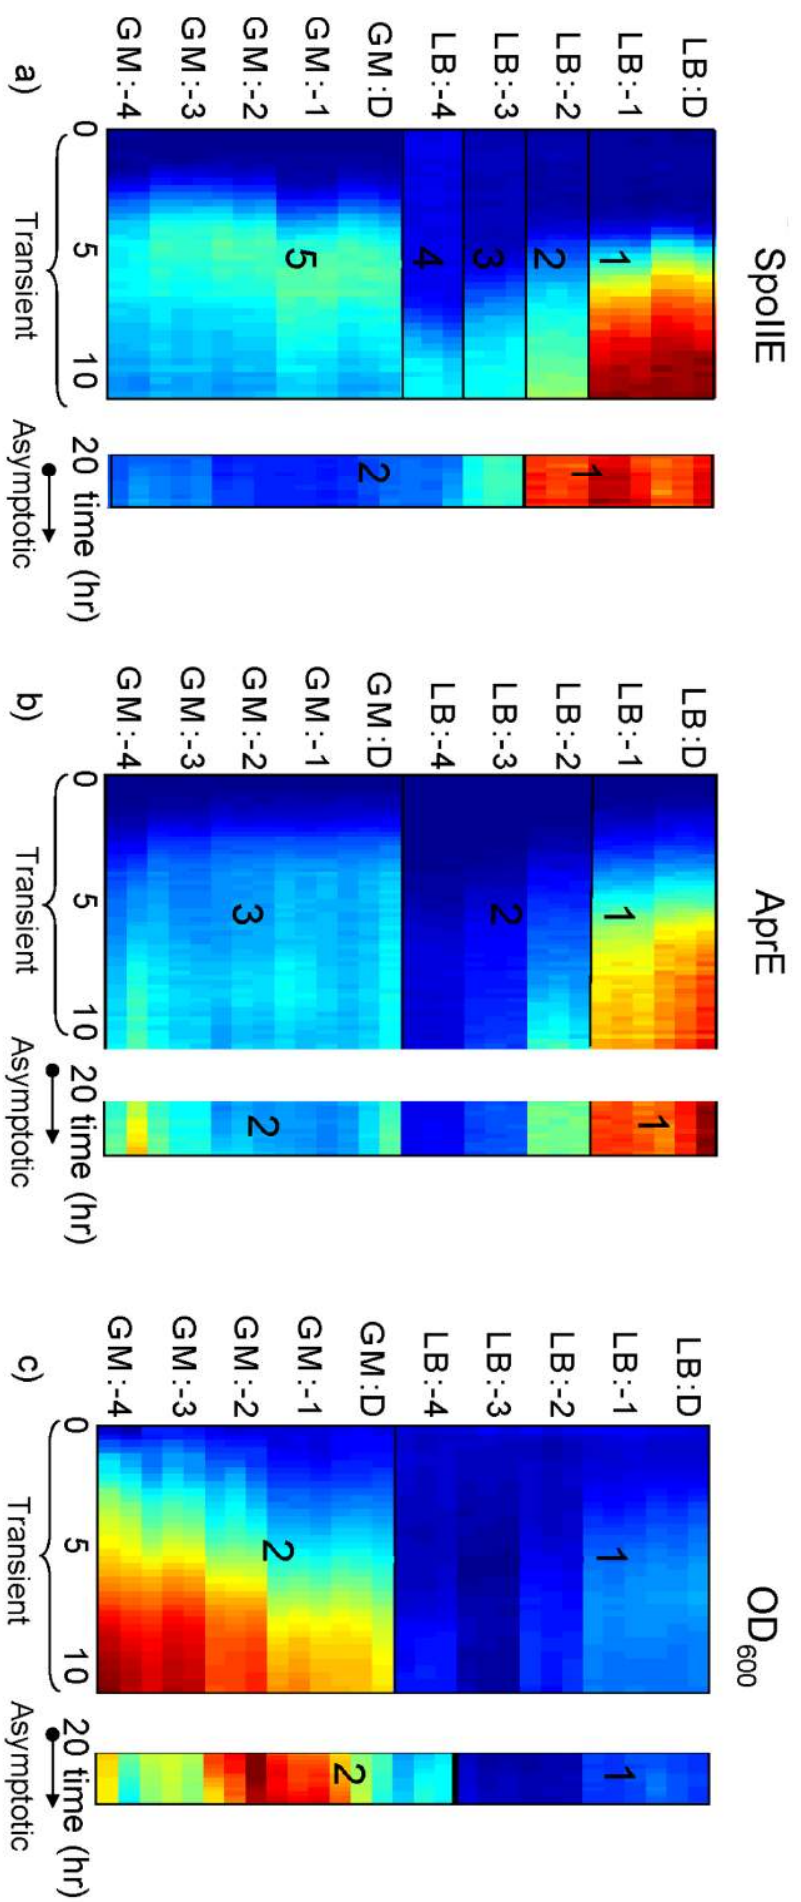 SpoIIE
LB:D
LB:-1
LB:-2
LB:-3
LB:-4
GM:D
GM:-1
GM:-2
GM:-3
GM:-4
1
2
3
4
5
1
2
0 5 10 20 time (hr)
Transient Asymptotic
a)
AprE
LB:D
LB:-1
LB:-2
LB:-3
LB:-4
GM:D
GM:-1
GM:-2
GM:-3
GM:-4
1
2
3
1
2
0 5 10 20 time (hr)
Transient Asymptotic
b)
OD600
LB:D
LB:-1
LB:-2
LB:-3
LB:-4
GM:D
GM:-1
GM:-2
GM:-3
GM:-4
1
2
1
2
0 5 10 20 time (hr)
Transient Asymptotic
c)